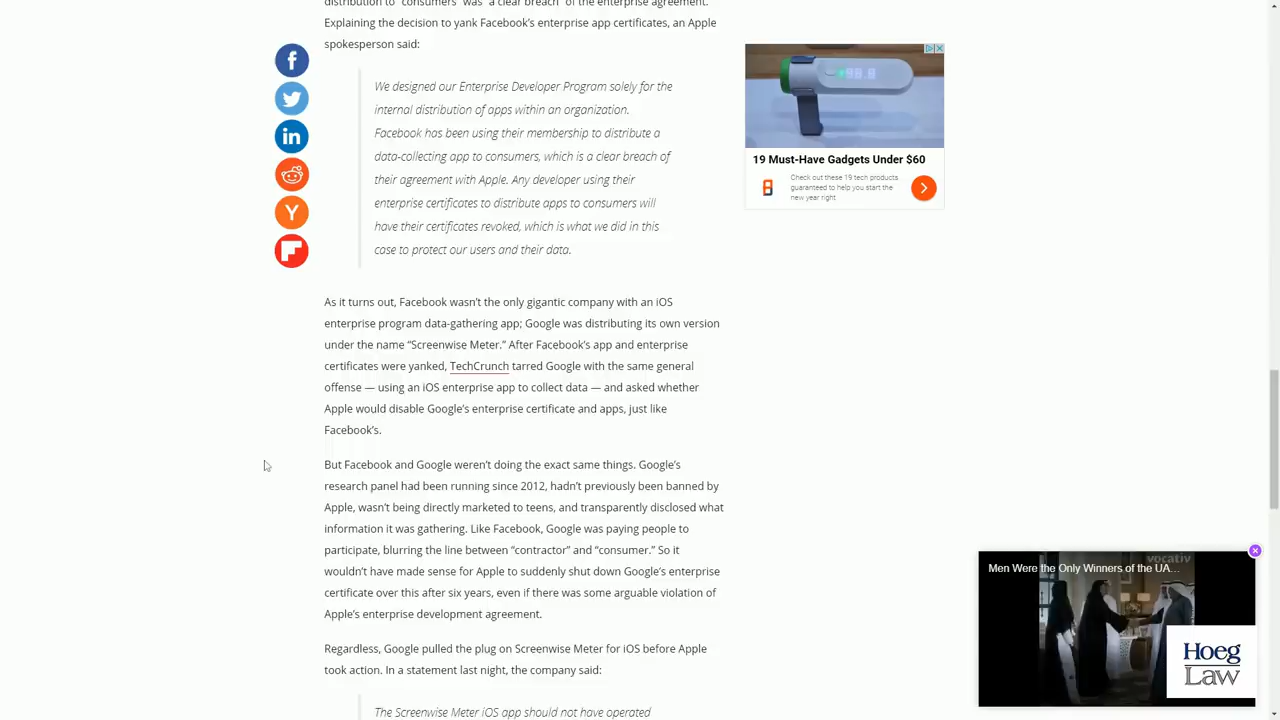 distribution to “consumers” was “a clear breach” of the enterprise agreement.
Explaining the decision to yank Facebook’s enterprise app certificates, an Apple
spokesperson said:
We designed our Enterprise Developer Program solely for the
internal distribution of apps within an organization.
Facebook has been using their membership to distribute a
data-collecting app to consumers, which is a clear breach of
their agreement with Apple. Any developer using their
enterprise certificates to distribute apps to consumers will
have their certificates revoked, which is what we did in this
case to protect our users and their data.
As it turns out, Facebook wasn’t the only gigantic company with an iOS
enterprise program data-gathering app; Google was distributing its own version
under the name “Screenwise Meter.” After Facebook’s app and enterprise
certificates were yanked, TechCrunch tarred Google with the same general
offense — using an iOS enterprise app to collect data — and asked whether
Apple would disable Google’s enterprise certificate and apps, just like
Facebook’s.
But Facebook and Google weren’t doing the exact same things. Google’s
research panel had been running since 2012, hadn’t previously been banned by
Apple, wasn’t being directly marketed to teens, and transparently disclosed what
information it was gathering. Like Facebook, Google was paying people to
participate, blurring the line between “contractor” and “consumer.” So it
wouldn’t have made sense for Apple to suddenly shut down Google’s enterprise
certificate over this after six years, even if there was some arguable violation of
Apple’s enterprise development agreement.
Regardless, Google pulled the plug on Screenwise Meter for iOS before Apple
took action. In a statement last night, the company said:
The Screenwise Meter iOS app should not have operated
19 Must-Have Gadgets Under $60
Check out these 19 tech products
guaranteed to help you start the
new year right
vocativ
Men Were the Only Winners of the UA...
Hoeg
Law